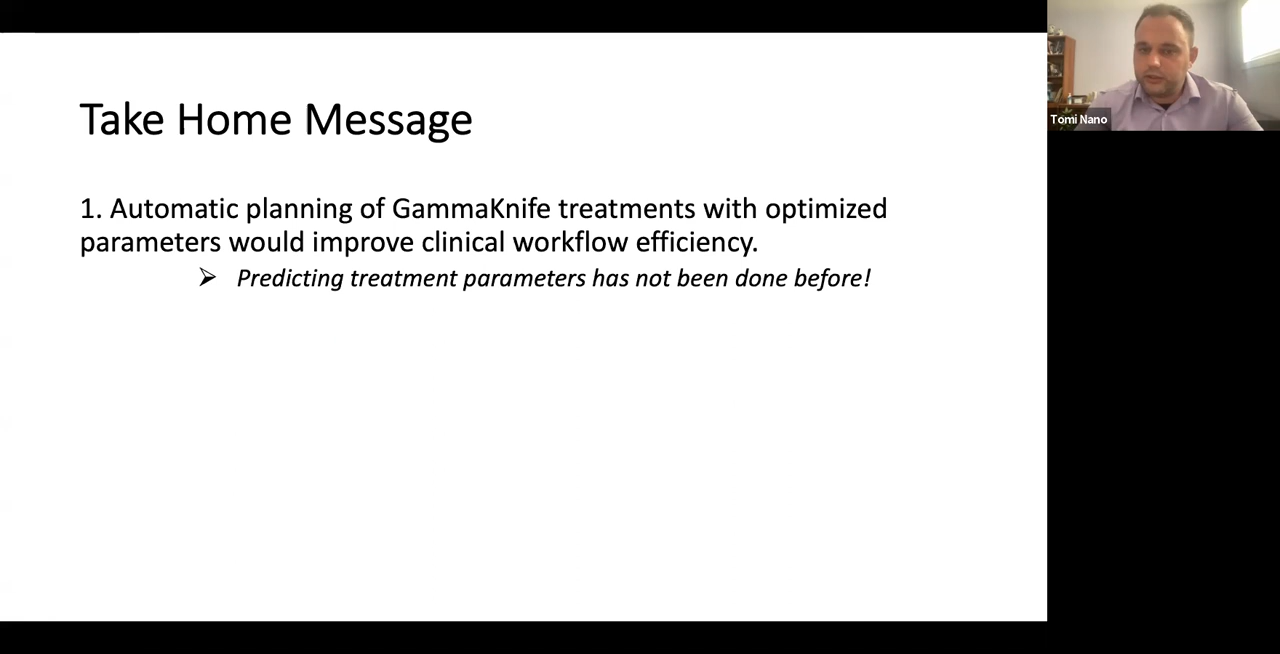 Take Home Message
1. Automatic planning of GammaKnife treatments with optimized
parameters would improve clinical workflow efficiency.
➢ Predicting treatment parameters has not been done before!
Tomi Nano